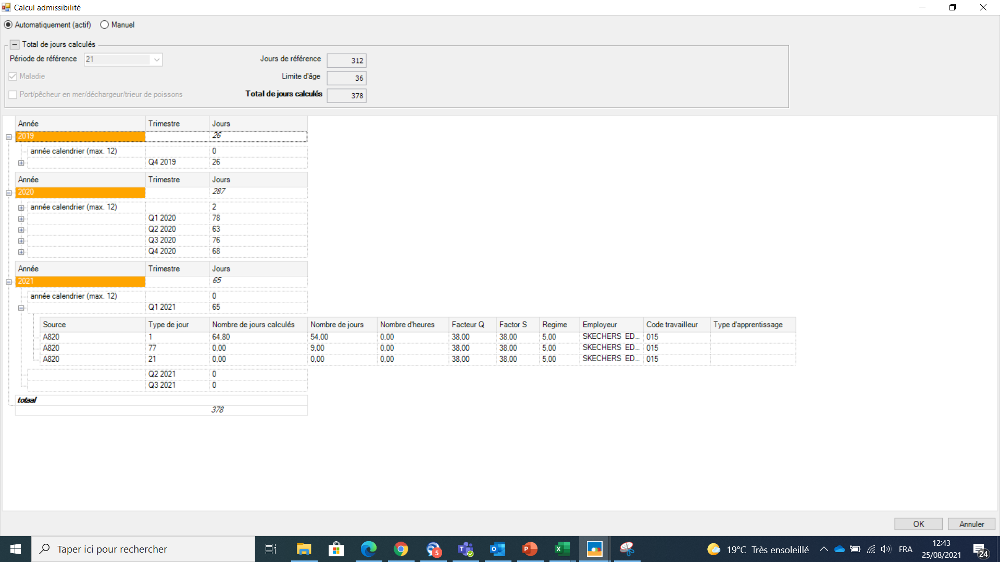 Calcul admissibilité
Automatiquement (actif) Manuel
Total de jours calculés
Période de référence 21 Jours de référence 312
Maladie Limite d'âge 36
Port/pêcheur en mer/déchargeur/trieur de poissons Total de jours calculés 378
Année Trimestre Jours
2019 26
année calendrier (max. 12) 0
Q4 2019 26
Année Trimestre Jours
2020 287
année calendrier (max. 12) 2
Q1 2020 78
Q2 2020 63
Q3 2020 76
Q4 2020 68
Année Trimestre Jours
2021 65
année calendrier (max. 12) 0
Q1 2021 65
Source Type de jour Nombre de jours calculés Nombre de jours Nombre d'heures Facteur Q Factor S Regime Employeur Code travailleur Type d'apprentissage
A820 1 64,80 54,00 0,00 38,00 38,00 5,00 SKECHERS ED... 015
A820 77 0,00 9,00 0,00 38,00 38,00 5,00 SKECHERS ED... 015
A820 21 0,00 0,00 0,00 38,00 38,00 5,00 SKECHERS ED... 015
Q2 2021 0
Q3 2021 0
totaal
378
OK Annuler
Taper ici pour rechercher 5 19°C Très ensoleillé FRA 12:43
25/08/2021 24